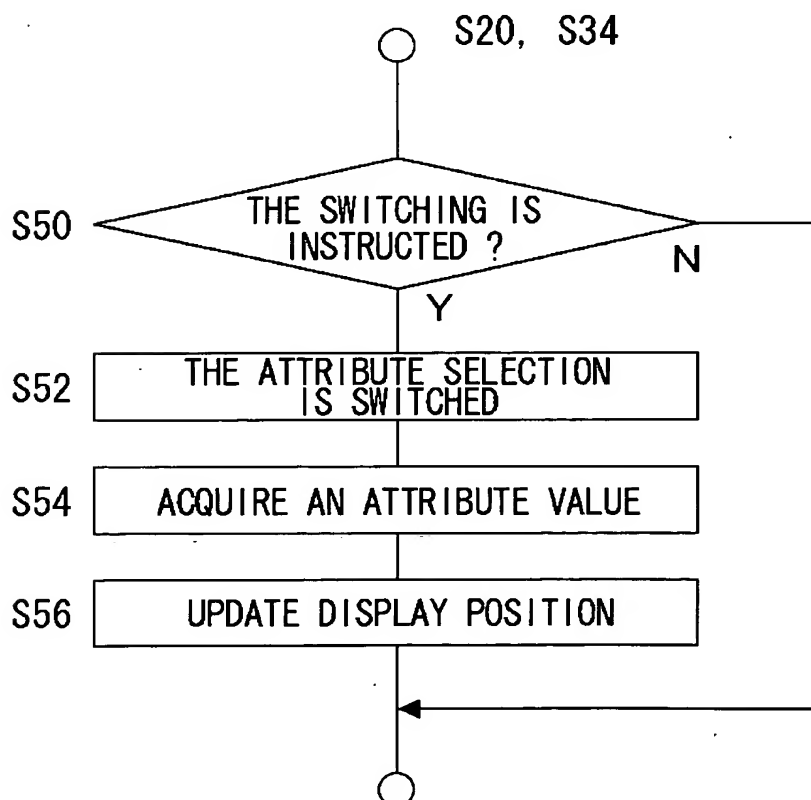 S20, S34
S50
THE SWITCHING IS
INSTRUCTED ?
N
Y
S52
THE ATTRIBUTE SELECTION
IS SWITCHED
S54
ACQUIRE AN ATTRIBUTE VALUE
S56
UPDATE DISPLAY POSITION